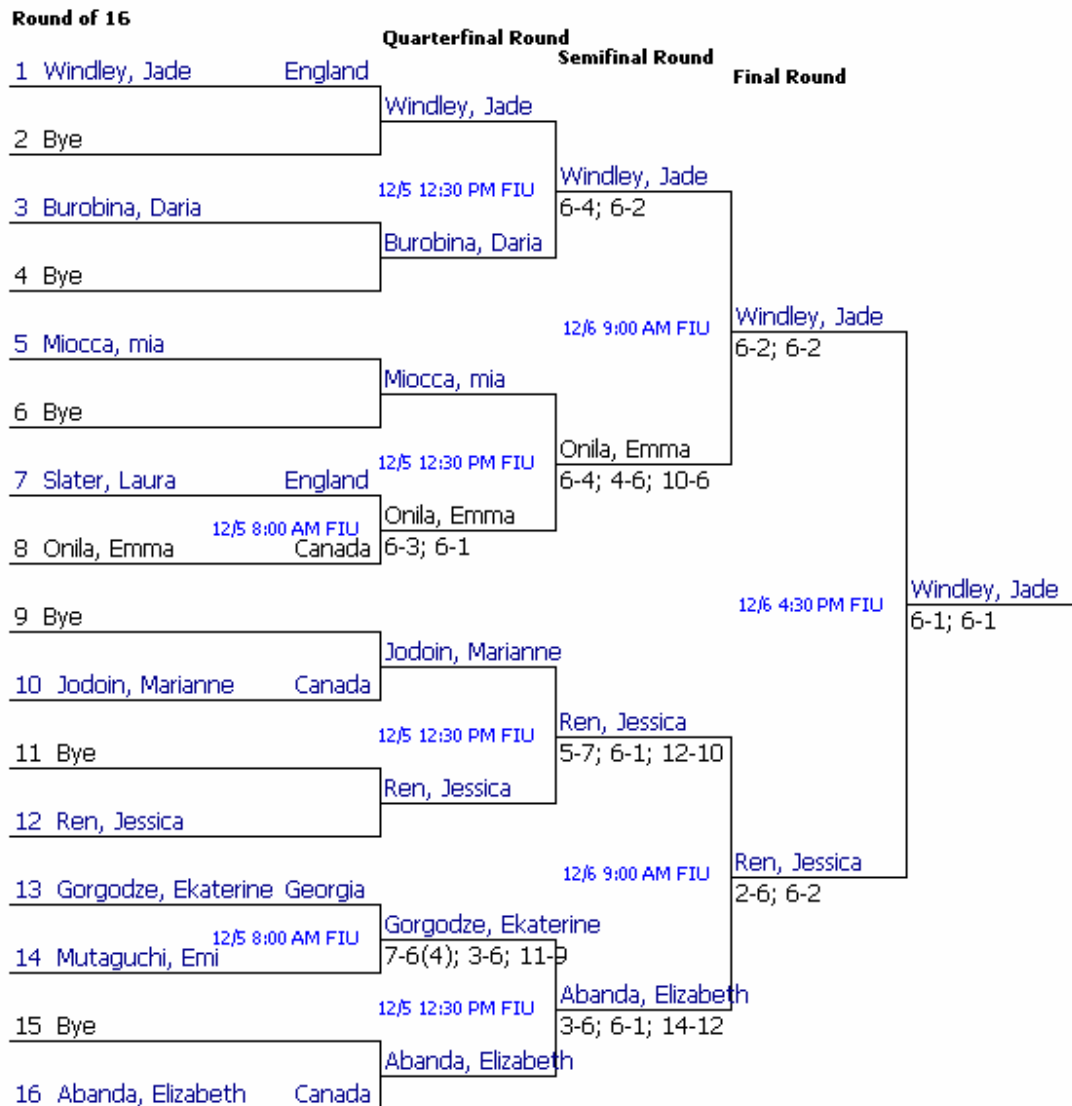 Round of 16
Quarterfinal Round
Semifinal Round
Final Round
1 Windley, Jade England
Windley, Jade
2 Bye
12/5 12:30 PM FIU
Windley, Jade
6-4; 6-2
3 Burobina, Daria
Burobina, Daria
4 Bye
12/6 9:00 AM FIU
Windley, Jade
6-2; 6-2
5 Miocca, mia
Miocca, mia
6 Bye
12/5 12:30 PM FIU
Onila, Emma
6-4; 4-6; 10-6
7 Slater, Laura England
12/5 8:00 AM FIU
Onila, Emma
6-3; 6-1
8 Onila, Emma Canada
12/6 4:30 PM FIU
Windley, Jade
6-1; 6-1
9 Bye
Jodoin, Marianne
10 Jodoin, Marianne Canada
12/5 12:30 PM FIU
Ren, Jessica
5-7; 6-1; 12-10
11 Bye
Ren, Jessica
12 Ren, Jessica
12/6 9:00 AM FIU
Ren, Jessica
2-6; 6-2
13 Gorgodze, Ekaterine Georgia
12/5 8:00 AM FIU
Gorgodze, Ekaterine
7-6(4); 3-6; 11-9
14 Mutaguchi, Emi
12/5 12:30 PM FIU
Abanda, Elizabeth
3-6; 6-1; 14-12
15 Bye
Abanda, Elizabeth
16 Abanda, Elizabeth Canada